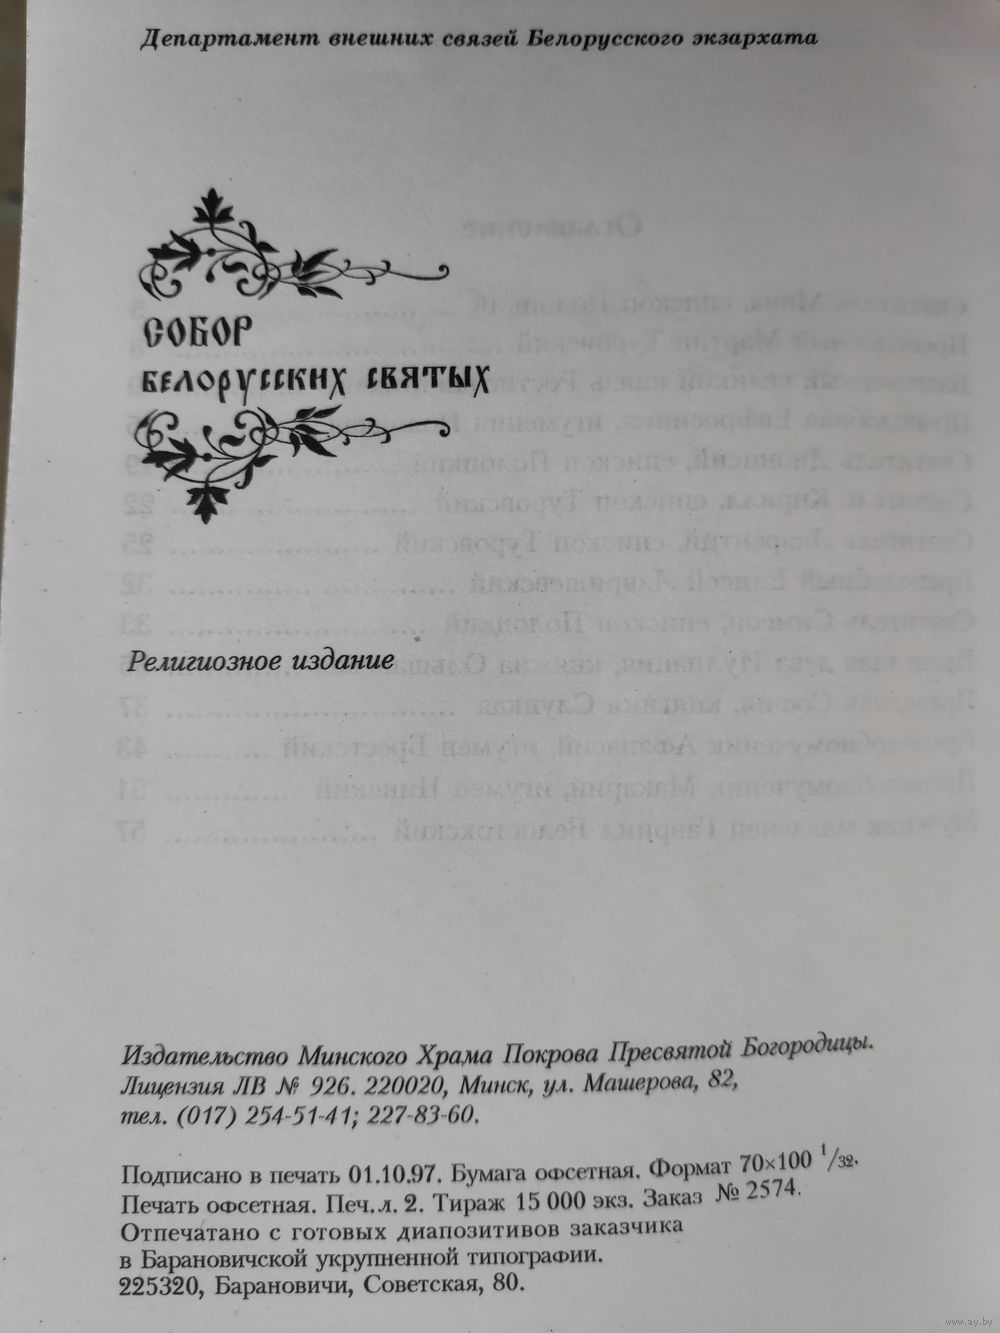 Департамент внешних связей Белорусского экзархата
СОБОР
БЕЛОРУССКИХ СВЯТЫХ
Религиозное издание
Издательство Минского Храма Покрова Пресвятой Богородицы.
Лицензия ЛВ № 926. 220020, Минск, ул. Машерова, 82,
тел. (017) 254-51-41; 227-83-60.
Подписано в печать 01.10.97. Бумага офсетная. Формат 70×100 1/32.
Печать офсетная. Печ.л. 2. Тираж 15 000 экз. Заказ № 2574.
Отпечатано с готовых диапозитивов заказчика
в Барановичской укрупненной типографии.
225320, Барановичи, Советская, 80.
www.ay.by